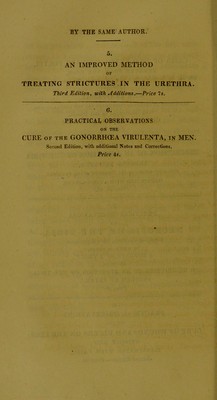 BY THE SAME AUTHOR.
5.
AN IMPROVED METHOD
OF
TREATING STRICTURES IN THE URETHRA.
Third Edition, with Additions.—Price 7s.
6.
PRACTICAL OBSERVATIONS
ON THE
CURE OF THE GONORRHŒA VIRULENTA, IN MEN.
Second Edition, with additional Notes and Corrections.
Price 4s.